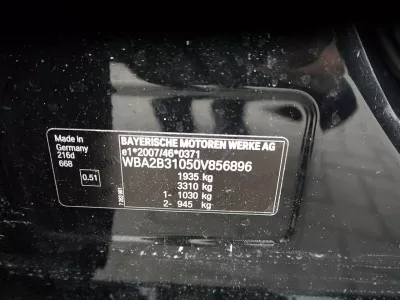 Made in
Germany
216d
668
0.51
BAYERISCHE MOTOREN WERKE AG
e1*2007/46*0371
WBA2B31050V856896
1935 kg
3310 kg
1- 1030 kg
2- 945 kg